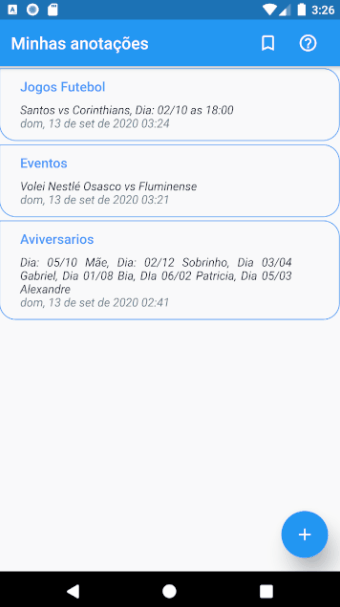 3:26
Minhas anotações
Jogos Futebol
Santos vs Corinthians, Dia: 02/10 as 18:00
dom, 13 de set de 2020 03:24
Eventos
Volei Nestlé Osasco vs Fluminense
dom, 13 de set de 2020 03:21
Aviversarios
Dia: 05/10 Mãe, Dia: 02/12 Sobrinho, Dia 03/04
Gabriel, Dia 01/08 Bia, DIa 06/02 Patricia, Dia 05/03
Alexandre
dom, 13 de set de 2020 02:41